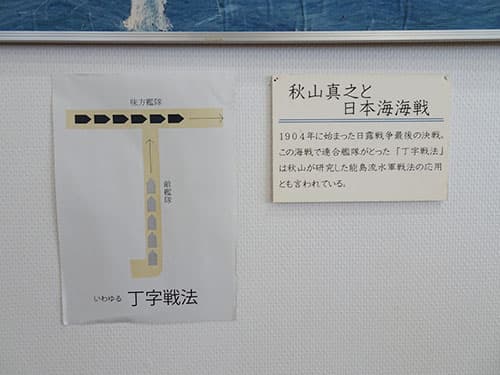 味方艦隊
敵艦隊
いわゆる 丁字戦法
秋山真之と
日本海海戦
1904年に始まった日露戦争最後の決戦。
この海戦で連合艦隊がとった「丁字戦法」
は秋山が研究した能島流水軍戦法の応用
とも言われている。